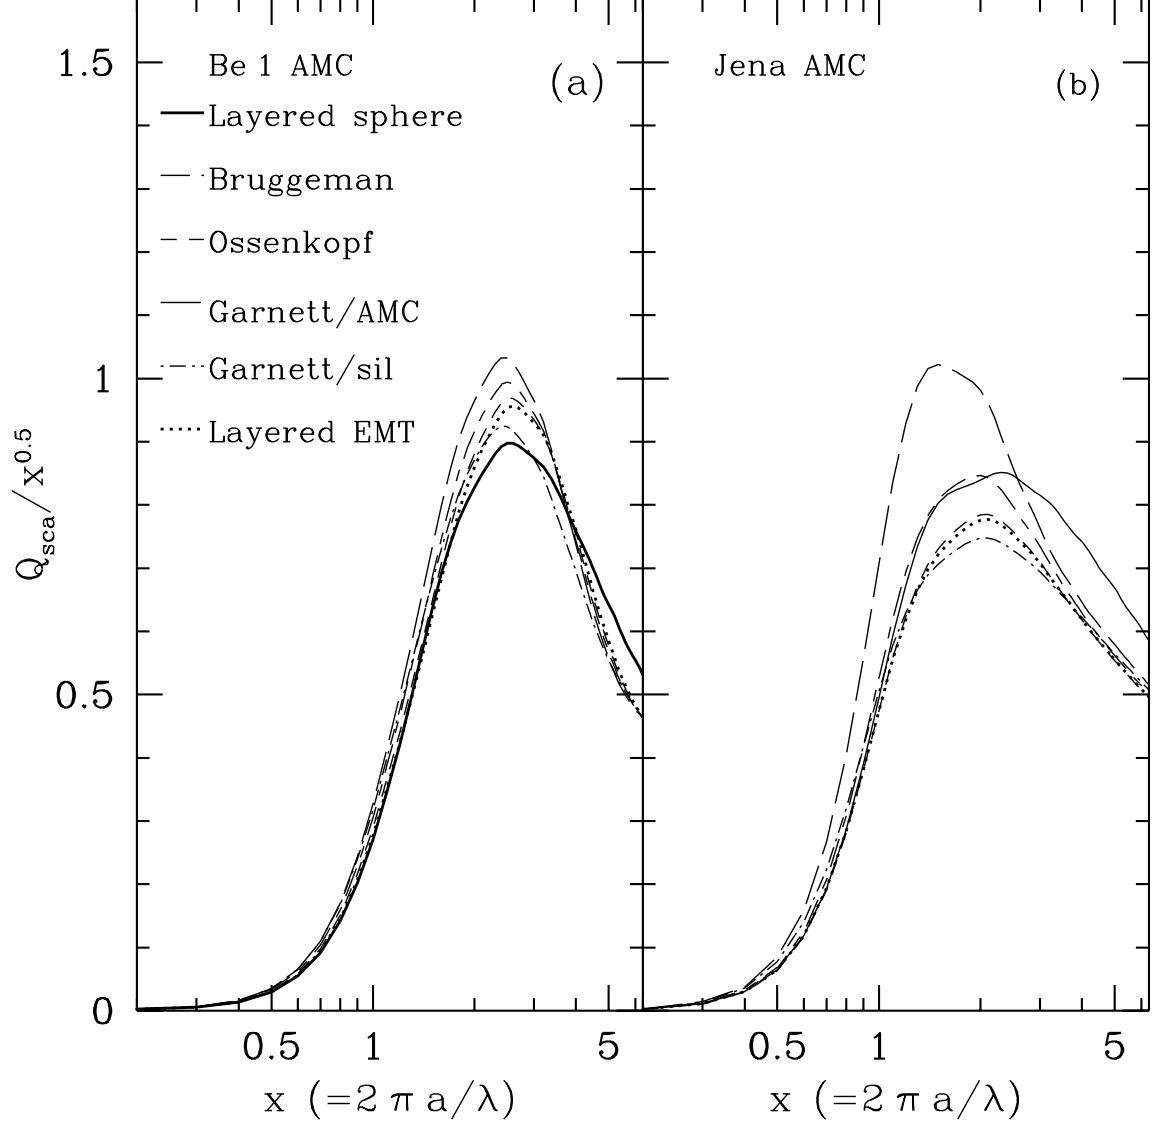 1.5
1
0.5
0
Q_sca/x^0.5
Be 1 AMC
(a)
Layered sphere
Bruggeman
Ossenkopf
Garnett/AMC
Garnett/sil
Layered EMT
0.5 1 5
x (=2 π a/λ)
Jena AMC
(b)
0.5 1 5
x (=2 π a/λ)